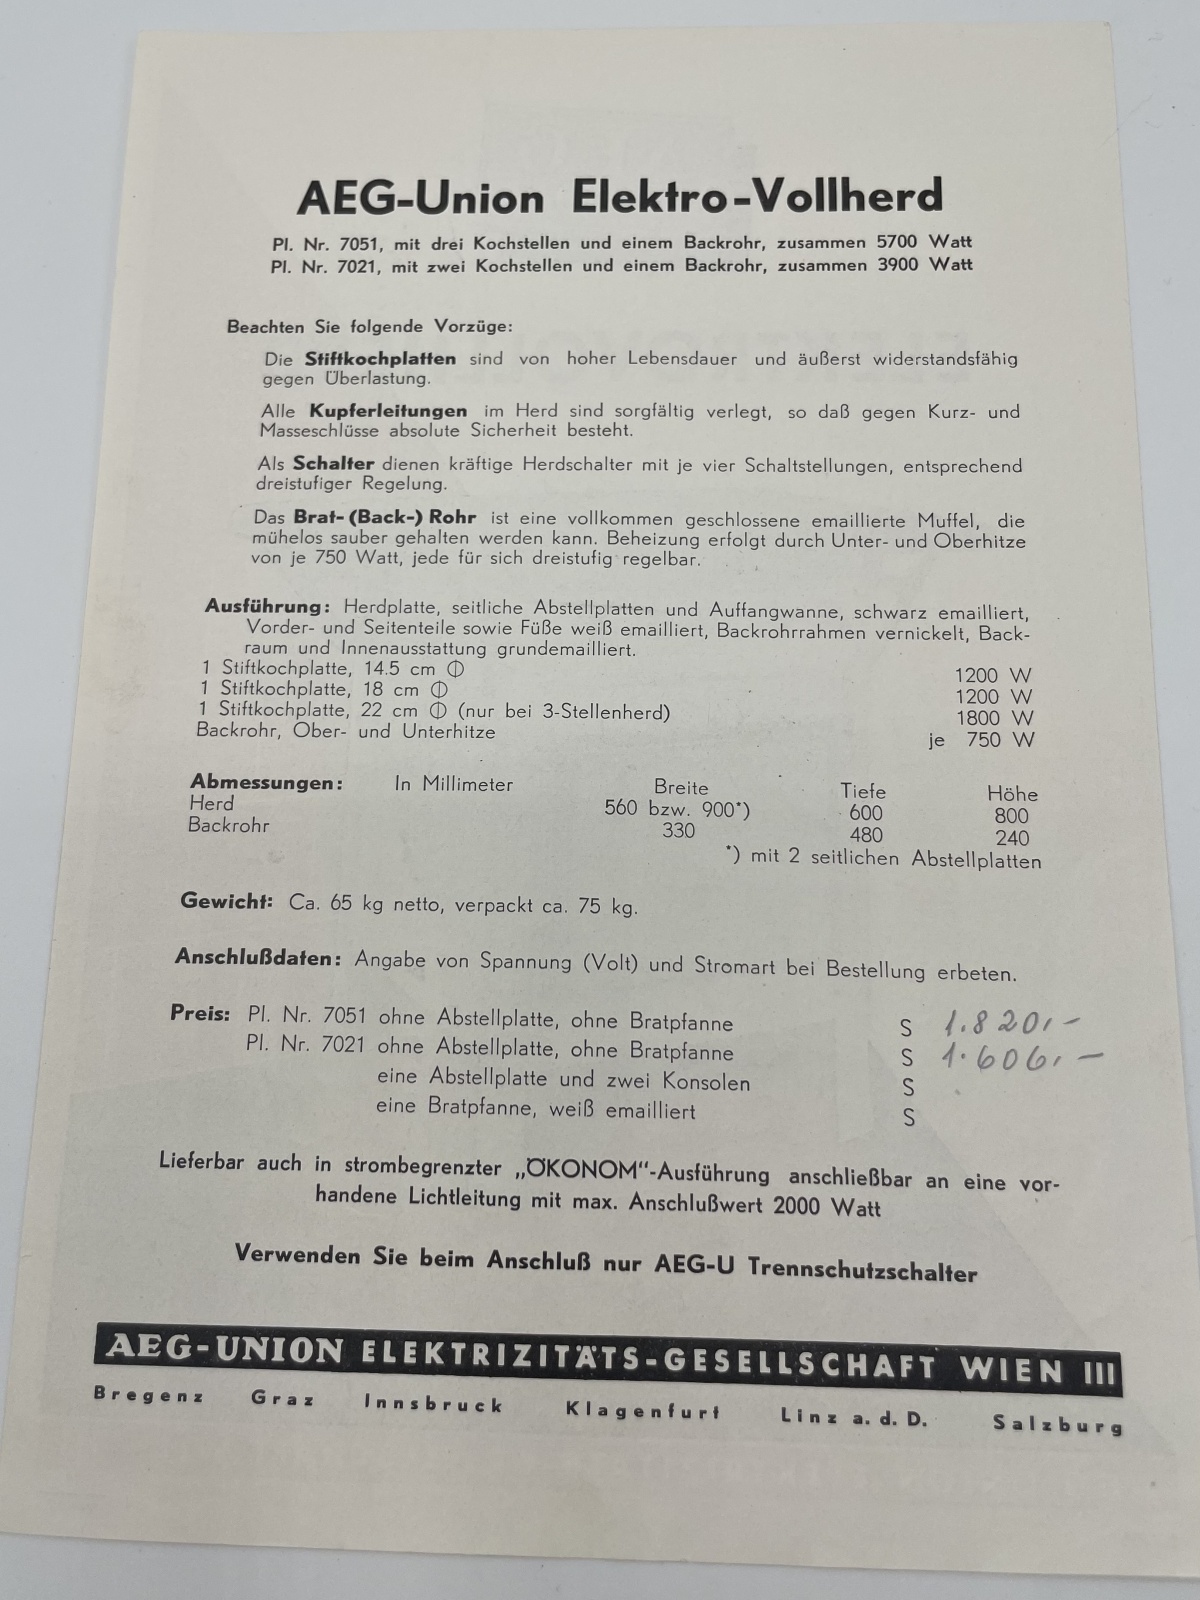 AEG-Union Elektro-Vollherd
Pl. Nr. 7051, mit drei Kochstellen und einem Backrohr, zusammen 5700 Watt
Pl. Nr. 7021, mit zwei Kochstellen und einem Backrohr, zusammen 3900 Watt
Beachten Sie folgende Vorzüge:
Die Stiftkochplatten sind von hoher Lebensdauer und äußerst widerstandsfähig
gegen Überlastung.
Alle Kupferleitungen im Herd sind sorgfältig verlegt, so daß gegen Kurz- und
Masseschlüsse absolute Sicherheit besteht.
Als Schalter dienen kräftige Herdschalter mit je vier Schaltstellungen, entsprechend
dreistufiger Regelung.
Das Brat- (Back-) Rohr ist eine vollkommen geschlossene emaillierte Muffel, die
mühelos sauber gehalten werden kann. Beheizung erfolgt durch Unter- und Oberhitze
von je 750 Watt, jede für sich dreistufig regelbar.
Ausführung: Herdplatte, seitliche Abstellplatten und Auffangwanne, schwarz emailliert,
Vorder- und Seitenteile sowie Füße weiß emailliert, Backrohrrahmen vernickelt, Back-
raum und Innenausstattung grundemailliert.
1 Stiftkochplatte, 14.5 cm ⌀ 1200 W
1 Stiftkochplatte, 18 cm ⌀ 1200 W
1 Stiftkochplatte, 22 cm ⌀ (nur bei 3-Stellenherd) 1800 W
Backrohr, Ober- und Unterhitze je 750 W
Abmessungen: In Millimeter Breite Tiefe Höhe
Herd 560 bzw. 900*) 600 800
Backrohr 330 480 240
*) mit 2 seitlichen Abstellplatten
Gewicht: Ca. 65 kg netto, verpackt ca. 75 kg.
Anschlußdaten: Angabe von Spannung (Volt) und Stromart bei Bestellung erbeten.
Preis: Pl. Nr. 7051 ohne Abstellplatte, ohne Bratpfanne S 1.820,-
Pl. Nr. 7021 ohne Abstellplatte, ohne Bratpfanne S 1.606,-
eine Abstellplatte und zwei Konsolen S
eine Bratpfanne, weiß emailliert S
Lieferbar auch in strombegrenzter „ÖKONOM"-Ausführung anschließbar an eine vor-
handene Lichtleitung mit max. Anschlußwert 2000 Watt
Verwenden Sie beim Anschluß nur AEG-U Trennschutzschalter
AEG-UNION ELEKTRIZITÄTS-GESELLSCHAFT WIEN III
Bregenz Graz Innsbruck Klagenfurt Linz a. d. D. Salzburg